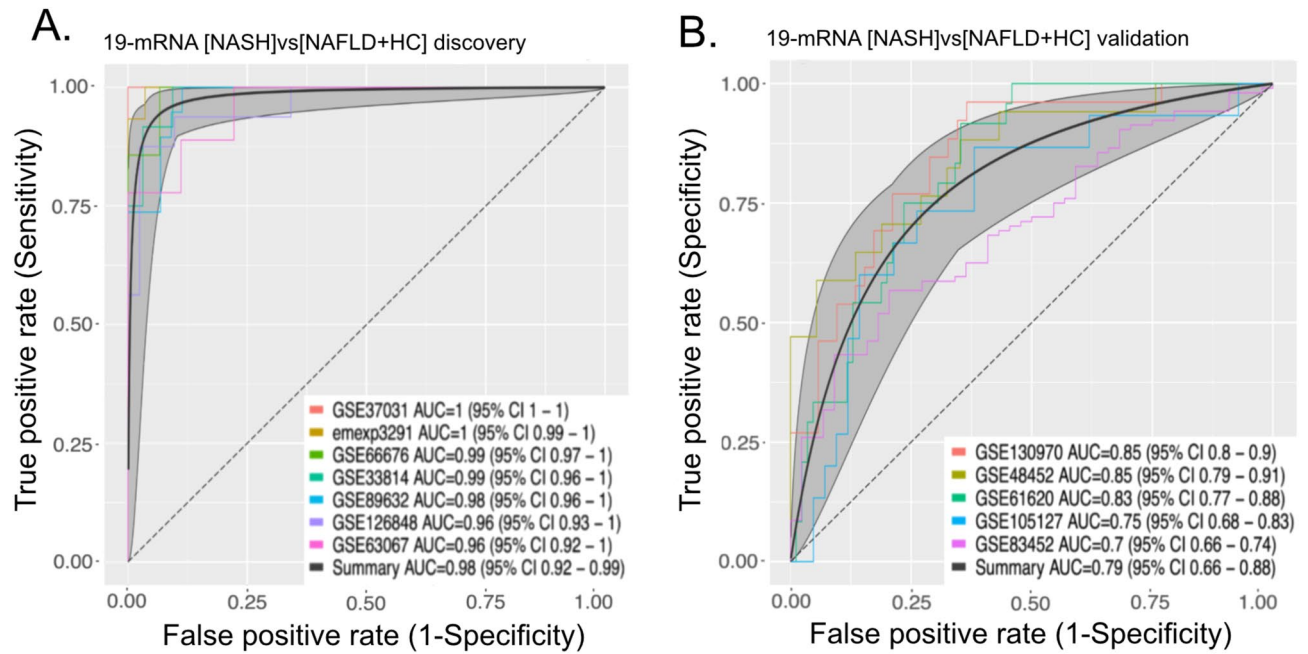 A.
19-mRNA [NASH]vs[NAFLD+HC] discovery
True positive rate (Sensitivity)
1.00
0.75
0.50
0.25
0.00
GSE37031 AUC=1 (95% CI 1 – 1)
emexp3291 AUC=1 (95% CI 0.99 – 1)
GSE66676 AUC=0.99 (95% CI 0.97 – 1)
GSE33814 AUC=0.99 (95% CI 0.96 – 1)
GSE89632 AUC=0.98 (95% CI 0.96 – 1)
GSE126848 AUC=0.96 (95% CI 0.93 – 1)
GSE63067 AUC=0.96 (95% CI 0.92 – 1)
Summary AUC=0.98 (95% CI 0.92 – 0.99)
0.00 0.25 0.50 0.75 1.00
False positive rate (1-Specificity)
B.
19-mRNA [NASH]vs[NAFLD+HC] validation
True positive rate (Specificity)
1.00
0.75
0.50
0.25
0.00
GSE130970 AUC=0.85 (95% CI 0.8 – 0.9)
GSE48452 AUC=0.85 (95% CI 0.79 – 0.91)
GSE61620 AUC=0.83 (95% CI 0.77 – 0.88)
GSE105127 AUC=0.75 (95% CI 0.68 – 0.83)
GSE83452 AUC=0.7 (95% CI 0.66 – 0.74)
Summary AUC=0.79 (95% CI 0.66 – 0.88)
0.00 0.25 0.50 0.75 1.00
False positive rate (1-Specificity)